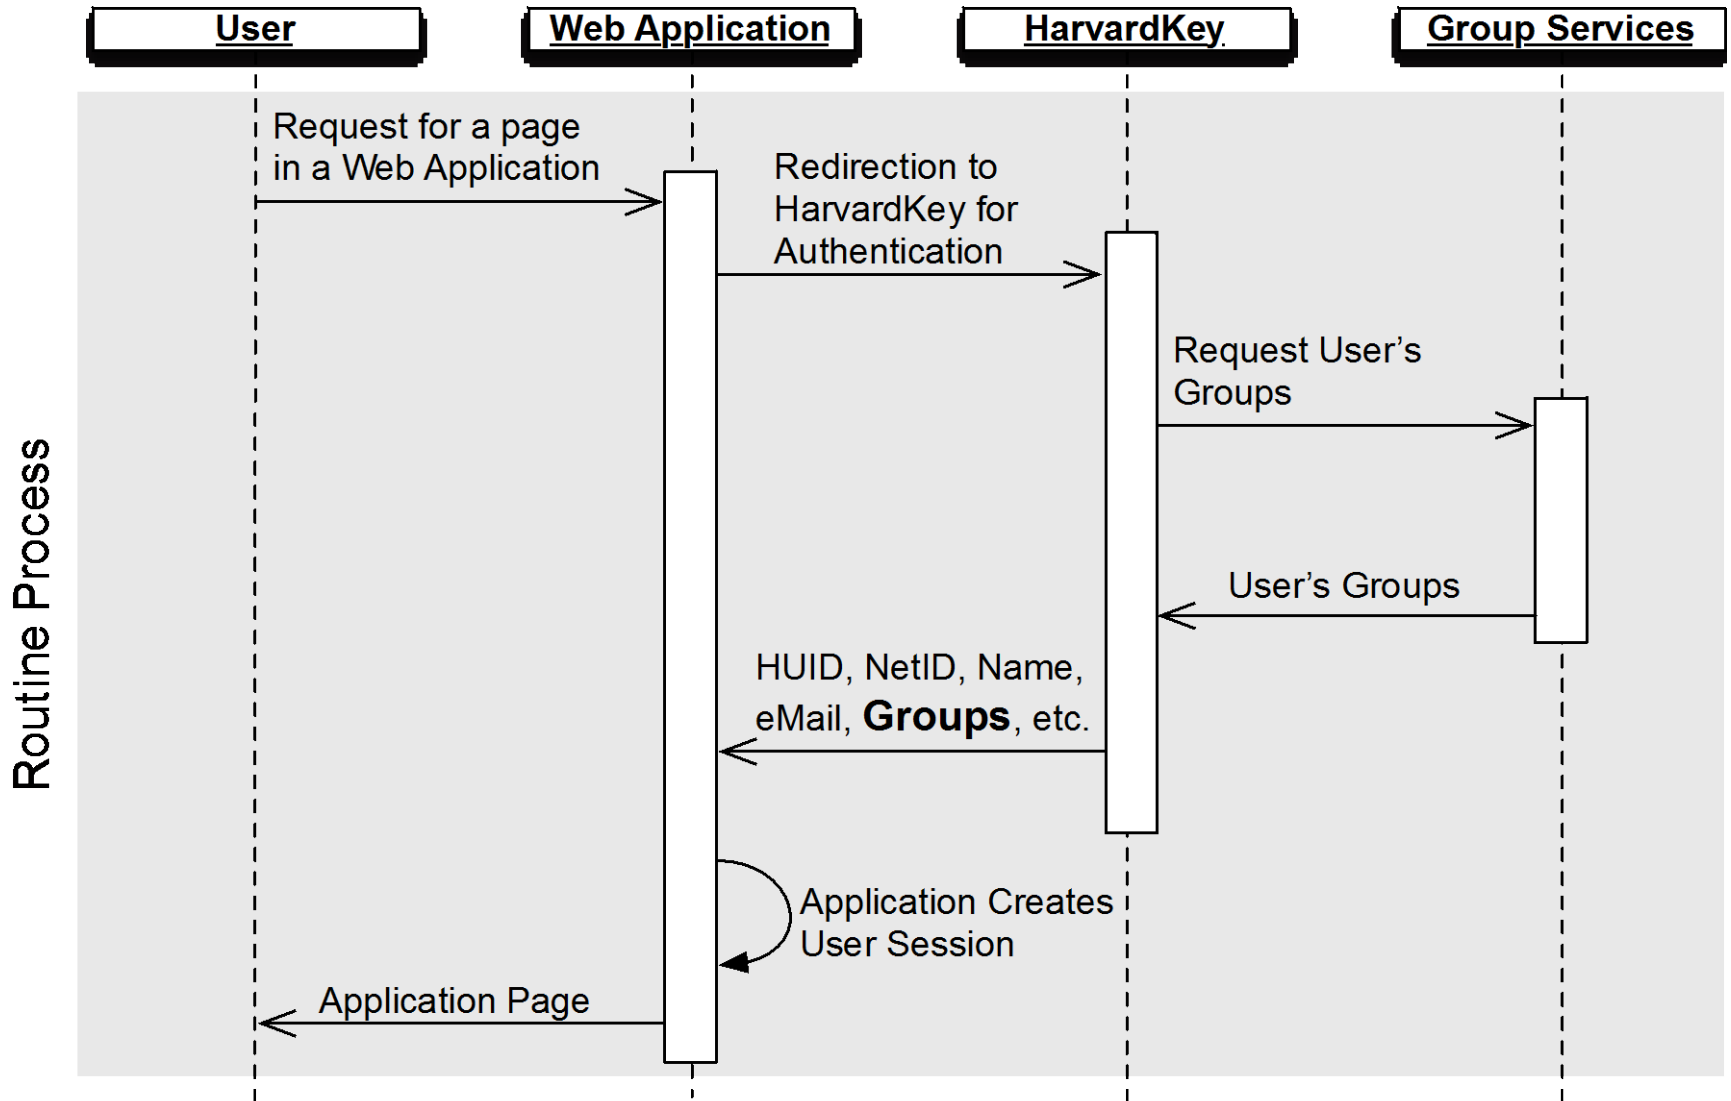 User
Web Application
HarvardKey
Group Services
Request for a page
in a Web Application
Redirection to
HarvardKey for
Authentication
Request User’s
Groups
User’s Groups
HUID, NetID, Name,
eMail, Groups, etc.
Application Creates
User Session
Application Page
Routine Process